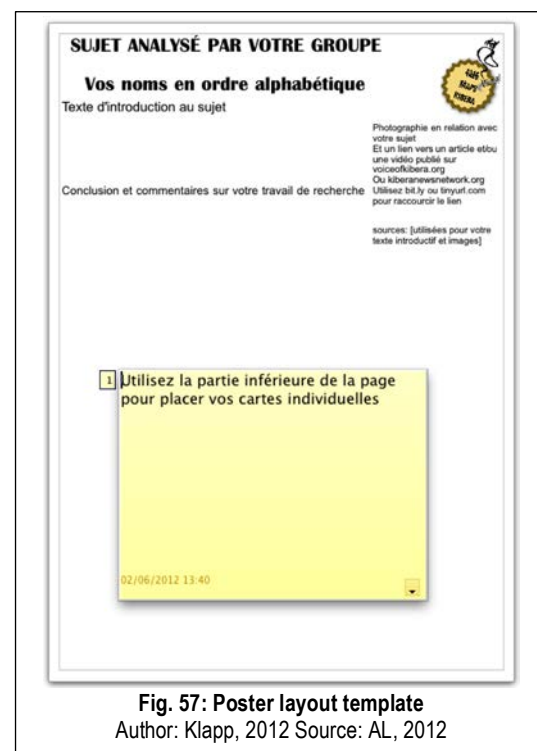 SUJET ANALYSÉ PAR VOTRE GROUPE
Vos noms en ordre alphabétique
Texte d'introduction au sujet
Photographie en relation avec
votre sujet
Et un lien vers un article et/ou
une vidéo publié sur
voiceofkibera.org
Ou kiberanewsnetwork.org
Utilisez bit.ly ou tinyurl.com
pour raccourcir le lien
Conclusion et commentaires sur votre travail de recherche
sources: [utilisées pour votre
texte introductif et images]
1
Utilisez la partie inférieure de la page
pour placer vos cartes individuelles
02/06/2012 13:40
Fig. 57: Poster layout template
Author: Klapp, 2012 Source: AL, 2012